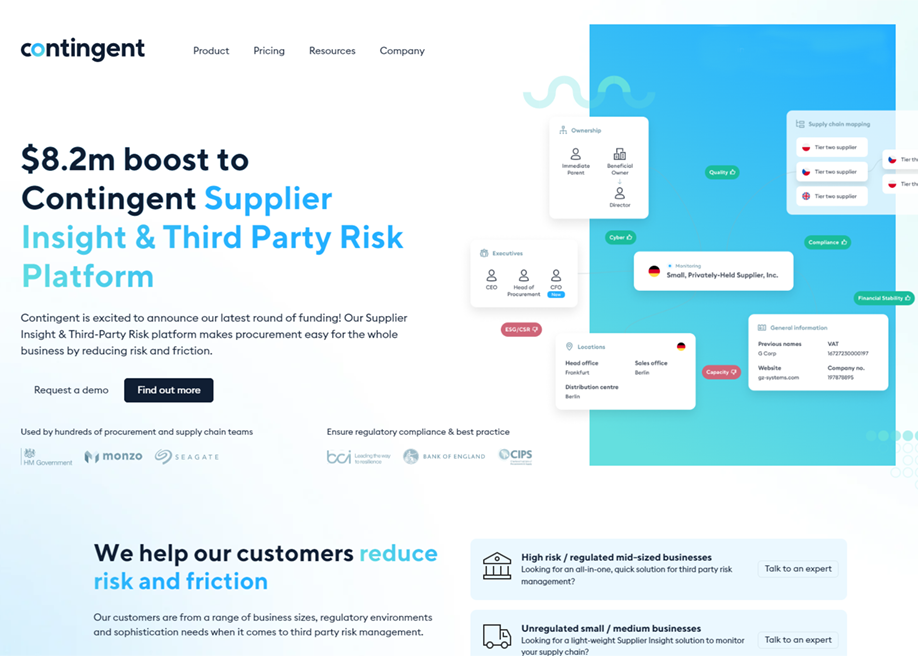 contingent
Product
Pricing
Resources
Company
$8.2m boost to
Contingent Supplier
Insight & Third Party Risk
Platform
Contingent is excited to announce our latest round of funding! Our Supplier
Insight & Third-Party Risk platform makes procurement easy for the whole
business by reducing risk and friction.
Request a demo
Find out more
Used by hundreds of procurement and supply chain teams
HM Government
monzo
SEAGATE
Ensure regulatory compliance & best practice
bci Leading the way
to resilience
BANK OF ENGLAND
CIPS
Ownership
Immediate
Parent
Beneficial
Owner
Director
Quality
Supply chain mapping
Tier two supplier
Tier two supplier
Tier two supplier
Tier th
Tier th
Cyber
Compliance
Executives
CEO
Head of
Procurement
CFO
New
Monitoring
Small, Privately-Held Supplier, Inc.
Financial Stability
ESG/CSR
Locations
Head office
Frankfurt
Sales office
Berlin
Distribution centre
Berlin
Capacity
General information
Previous names
G Corp
VAT
16727230000197
Website
gz-systems.com
Company no.
197878895
We help our customers reduce
risk and friction
Our customers are from a range of business sizes, regulatory environments
and sophistication needs when it comes to third party risk management.
High risk / regulated mid-sized businesses
Looking for an all-in-one, quick solution for third party risk
management?
Talk to an expert
Unregulated small / medium businesses
Looking for a light-weight Supplier Insight solution to monitor
your supply chain?
Talk to an expert